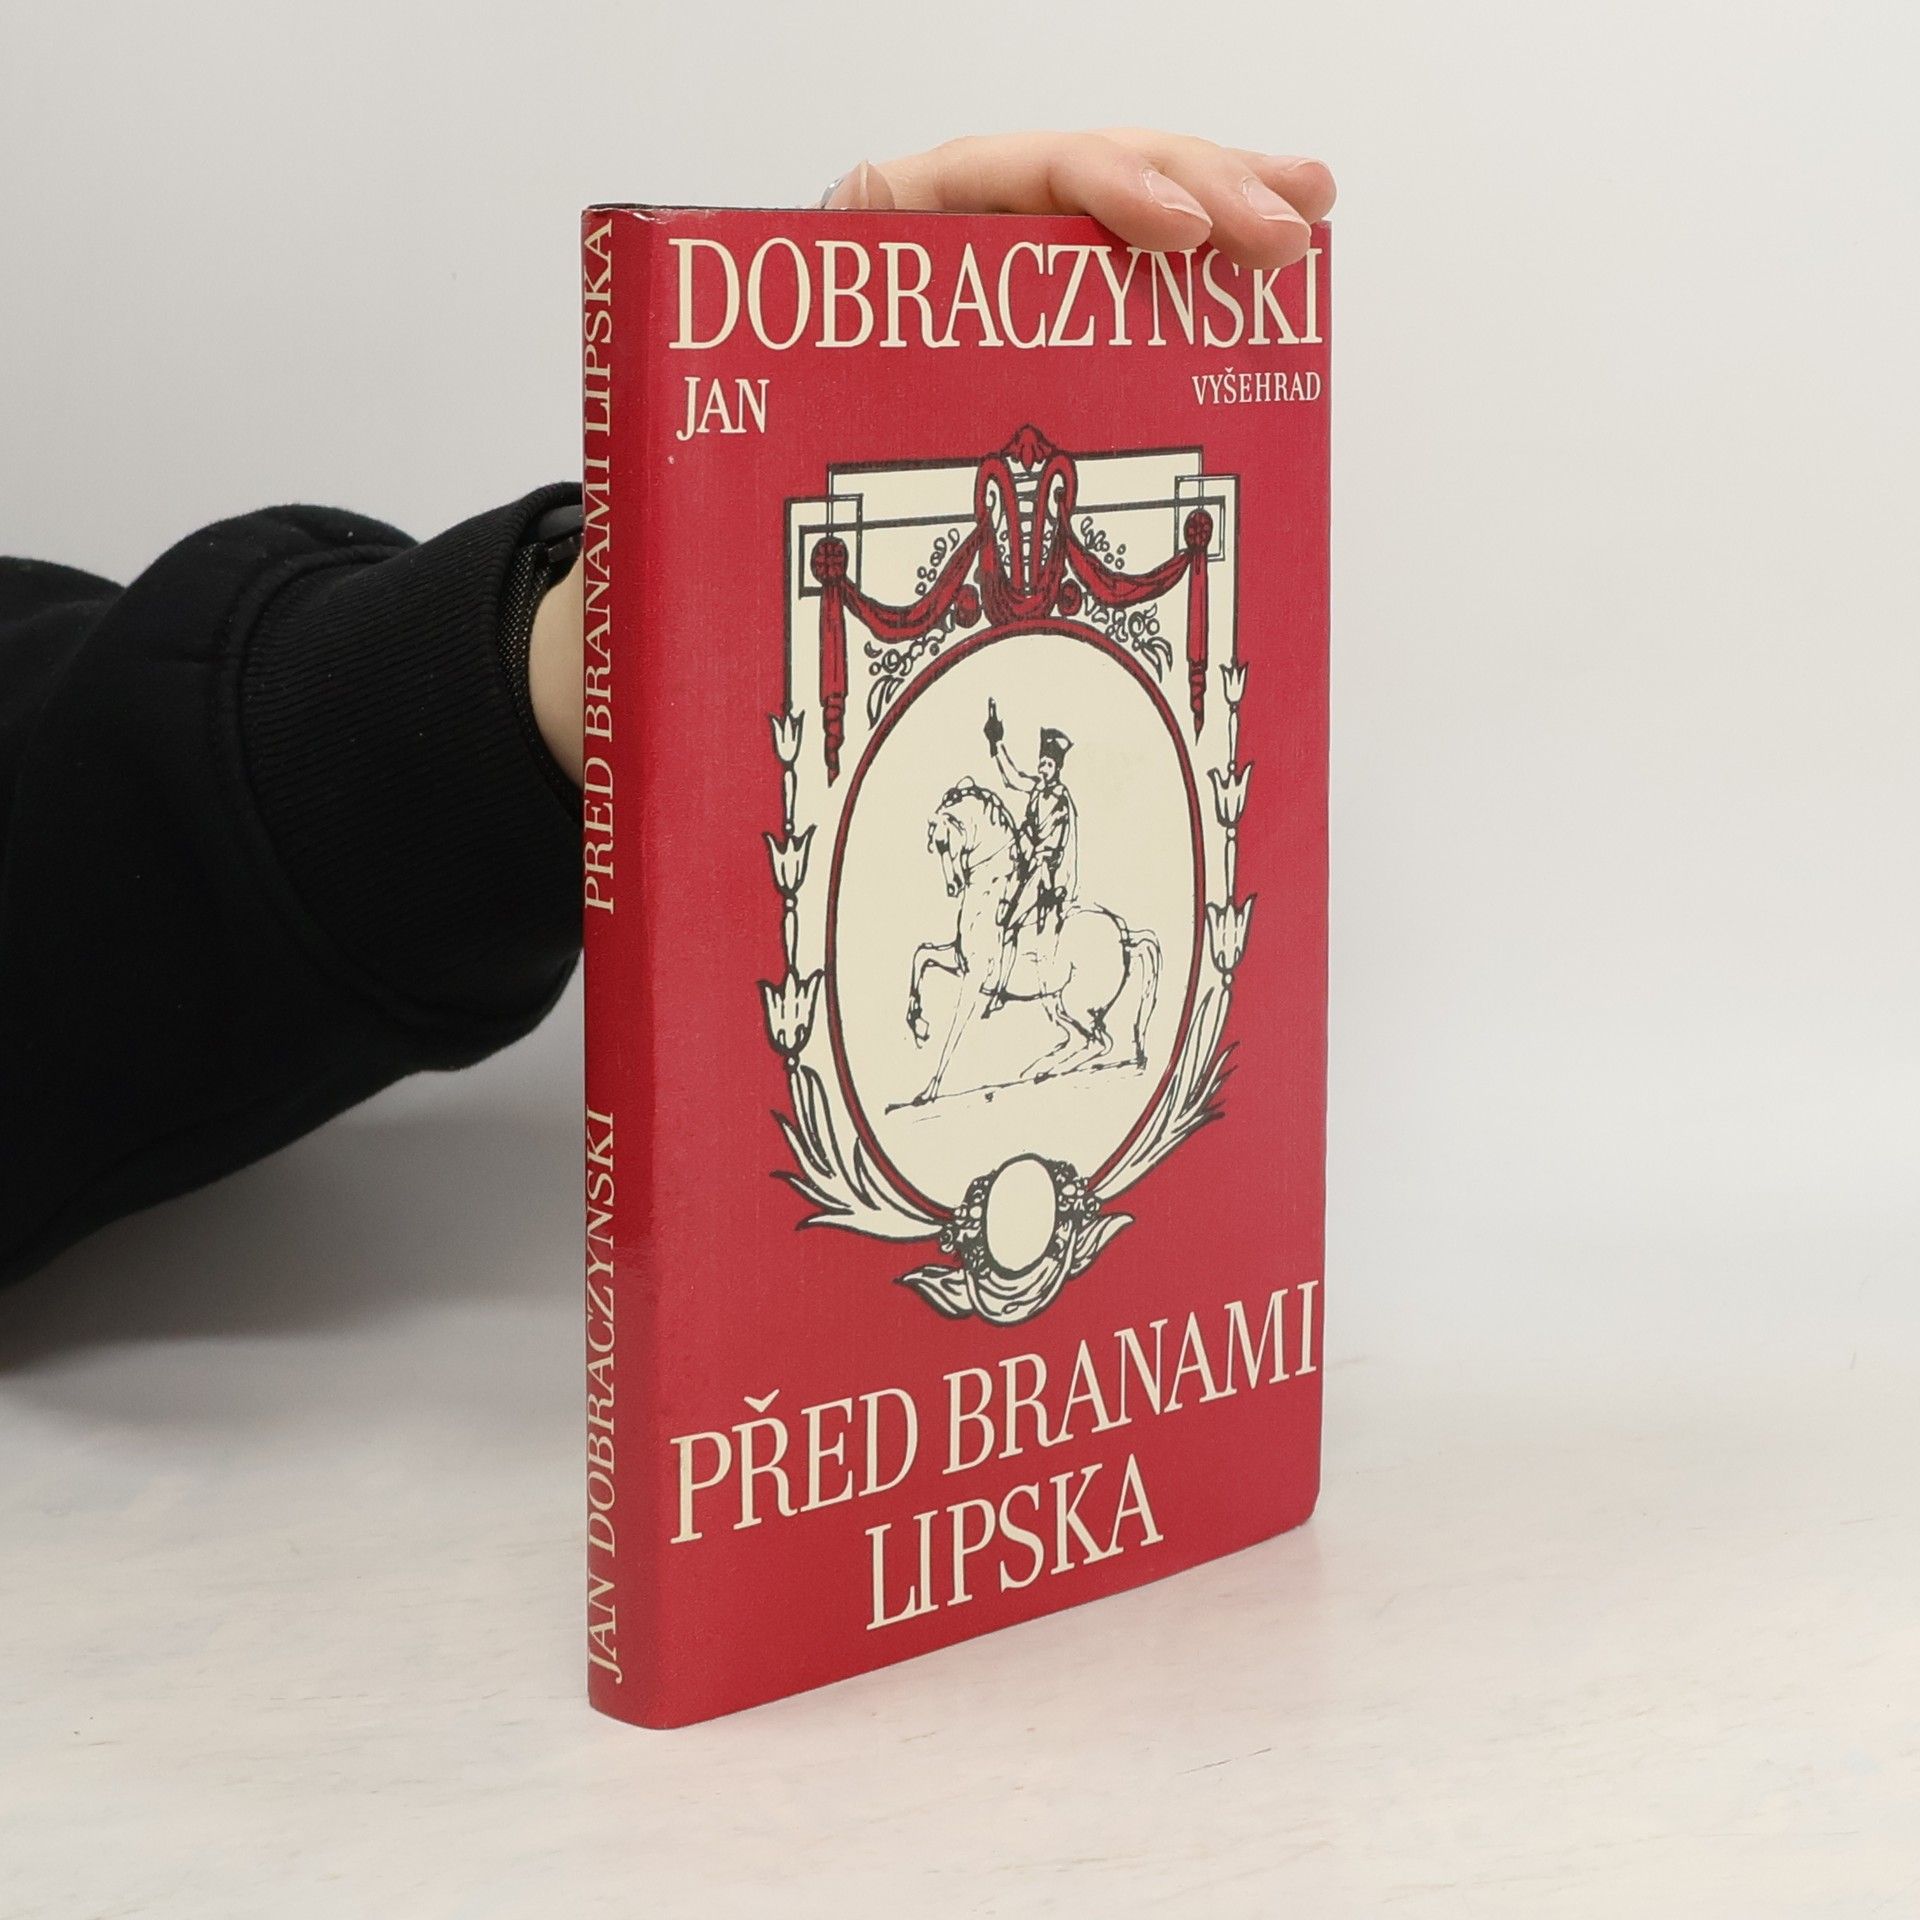 DOBRACZYNSKI
JAN
VYŠEHRAD
PŘED BRANAMI
LIPSKA
JAN DOBRACZYNSKI PŘED BRANAMI LIPSKA